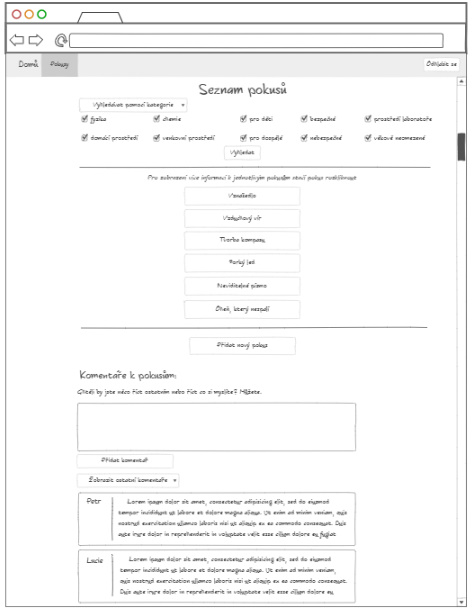 Domů Pokusy Odhlásit se
Seznam pokusů
Vyhledávat pomocí kategorie
fyzika chemie pro děti bezpečné prostředí laboratoře
domácí prostředí venkovní prostředí pro dospělé nebezpečné věkově neomezené
Vyhledat
Pro zobrazení více informací k jednotlivým pokusům stačí pokus rozkliknout
Vznášedlo
Vzduchový vír
Tvorba kompasu
Horký led
Neviditelné písmo
Oheň, který nespálí
Přidat nový pokus
Komentáře k pokusům:
Chtěli by jste něco říct ostatním nebo říct co si myslíte? Můžete.
Přidat komentář
Zobrazit ostatní komentáře
Petr
Lorem ipsum dolor sit amet, consectetur adipisicing elit, sed do eiusmod
tempor incididunt ut labore et dolore magna aliqua. Ut enim ad minim veniam, quis
nostrud exercitation ullamco laboris nisi ut aliquip ex ea commodo consequat. Duis
aute irure dolor in reprehenderit in voluptate velit esse cillum dolore eu fugiat
Lucie
Lorem ipsum dolor sit amet, consectetur adipisicing elit, sed do eiusmod
tempor incididunt ut labore et dolore magna aliqua. Ut enim ad minim veniam,
quis nostrud exercitation ullamco laboris nisi ut aliquip ex ea commodo consequat.
Duis aute irure dolor in reprehenderit in voluptate velit esse cillum dolore eu